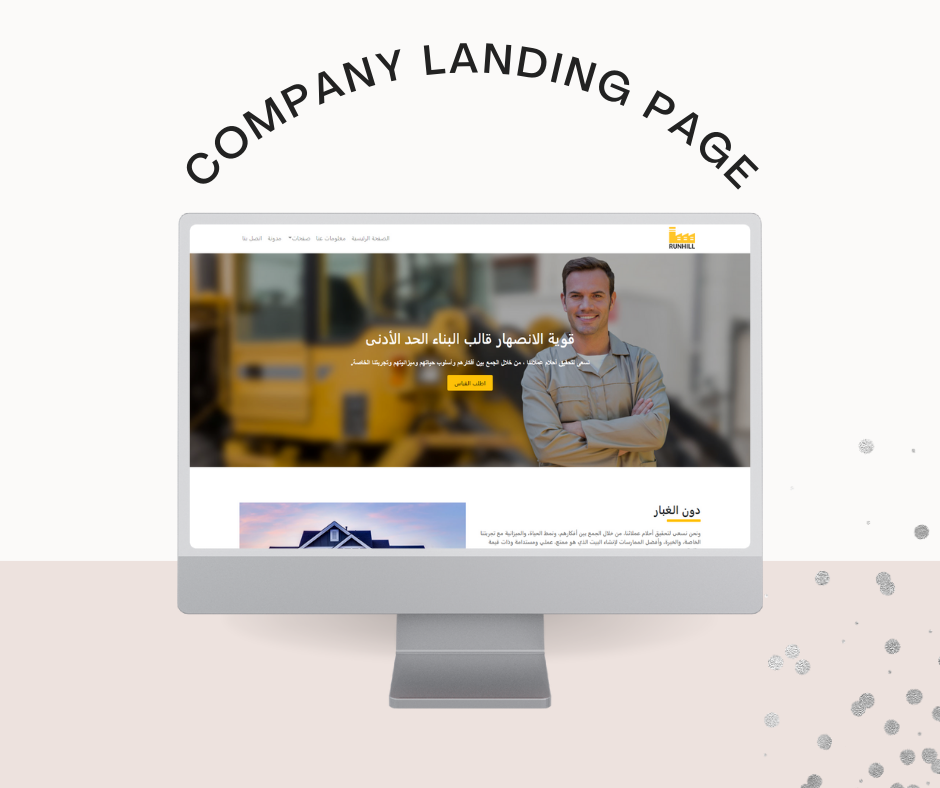 COMPANY LANDING PAGE
RUNHILL
الصفحة الرئيسية معلومات عنا صفحات مدونة اتصل بنا
قوية الانصهار قالب البناء الحد الأدنى
نسعى لتحقيق أحلام عملائنا ، من خلال الجمع بين أفكارهم وأسلوب حياتهم وميزانيتهم وتجربتنا الخاصة.
اطلب القياس
دون الغبار
ونحن نسعى لتحقيق أحلام عملائنا، من خلال الجمع بين أفكارهم، ونمط الحياة، والميزانية مع تجربتنا
الخاصة، والخبرة، وأفضل الممارسات لإنشاء البيت الذي هو ممتع، عملي ومستدامة وذات قيمة